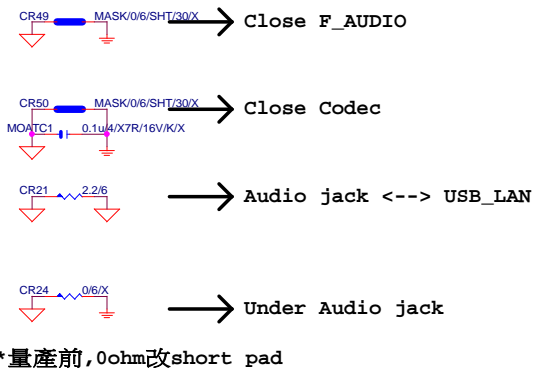 CR49 MASK/0/6/SHT/30/X Close F_AUDIO
CR50 MASK/0/6/SHT/30/X Close Codec
MOATC1 0.1u/4/X7R/16V/K/X
CR21 2.2/6 Audio jack <--> USB_LAN
CR24 0/6/X Under Audio jack
*量產前,0ohm改short pad